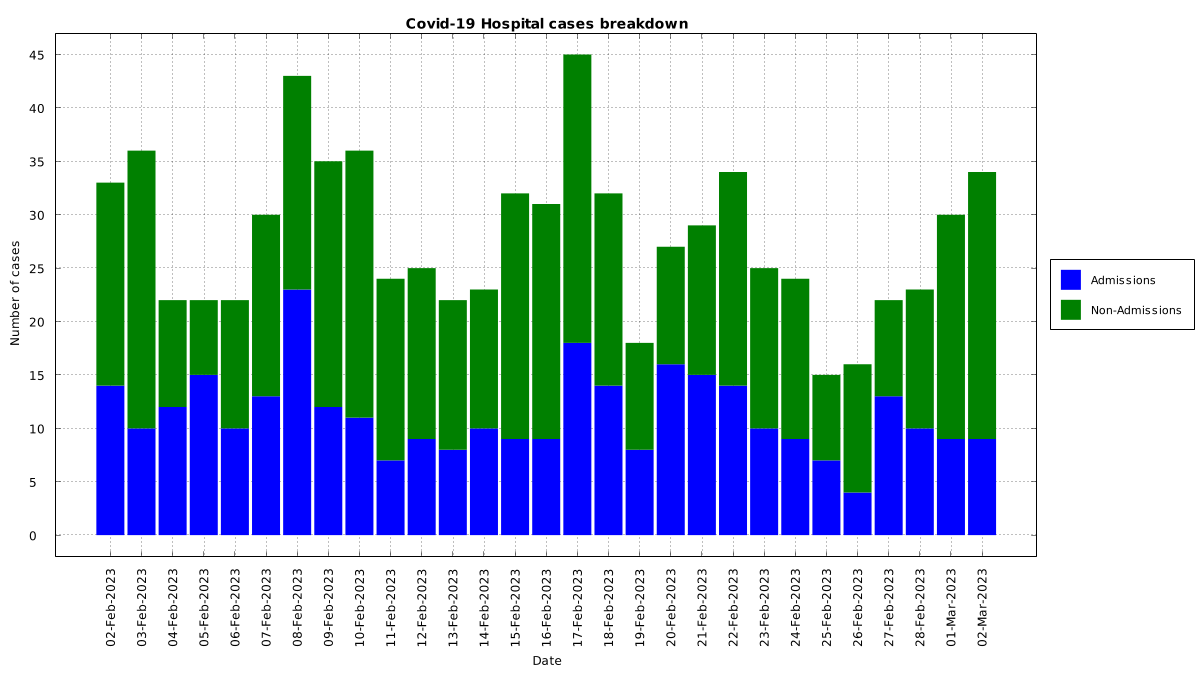 Covid-19 Hospital cases breakdown
45
40
35
30
25
20
15
10
5
0
Number of cases
02-Feb-2023
03-Feb-2023
04-Feb-2023
05-Feb-2023
06-Feb-2023
07-Feb-2023
08-Feb-2023
09-Feb-2023
10-Feb-2023
11-Feb-2023
12-Feb-2023
13-Feb-2023
14-Feb-2023
15-Feb-2023
16-Feb-2023
17-Feb-2023
18-Feb-2023
19-Feb-2023
20-Feb-2023
21-Feb-2023
22-Feb-2023
23-Feb-2023
24-Feb-2023
25-Feb-2023
26-Feb-2023
27-Feb-2023
28-Feb-2023
01-Mar-2023
02-Mar-2023
Date
Admissions
Non-Admissions